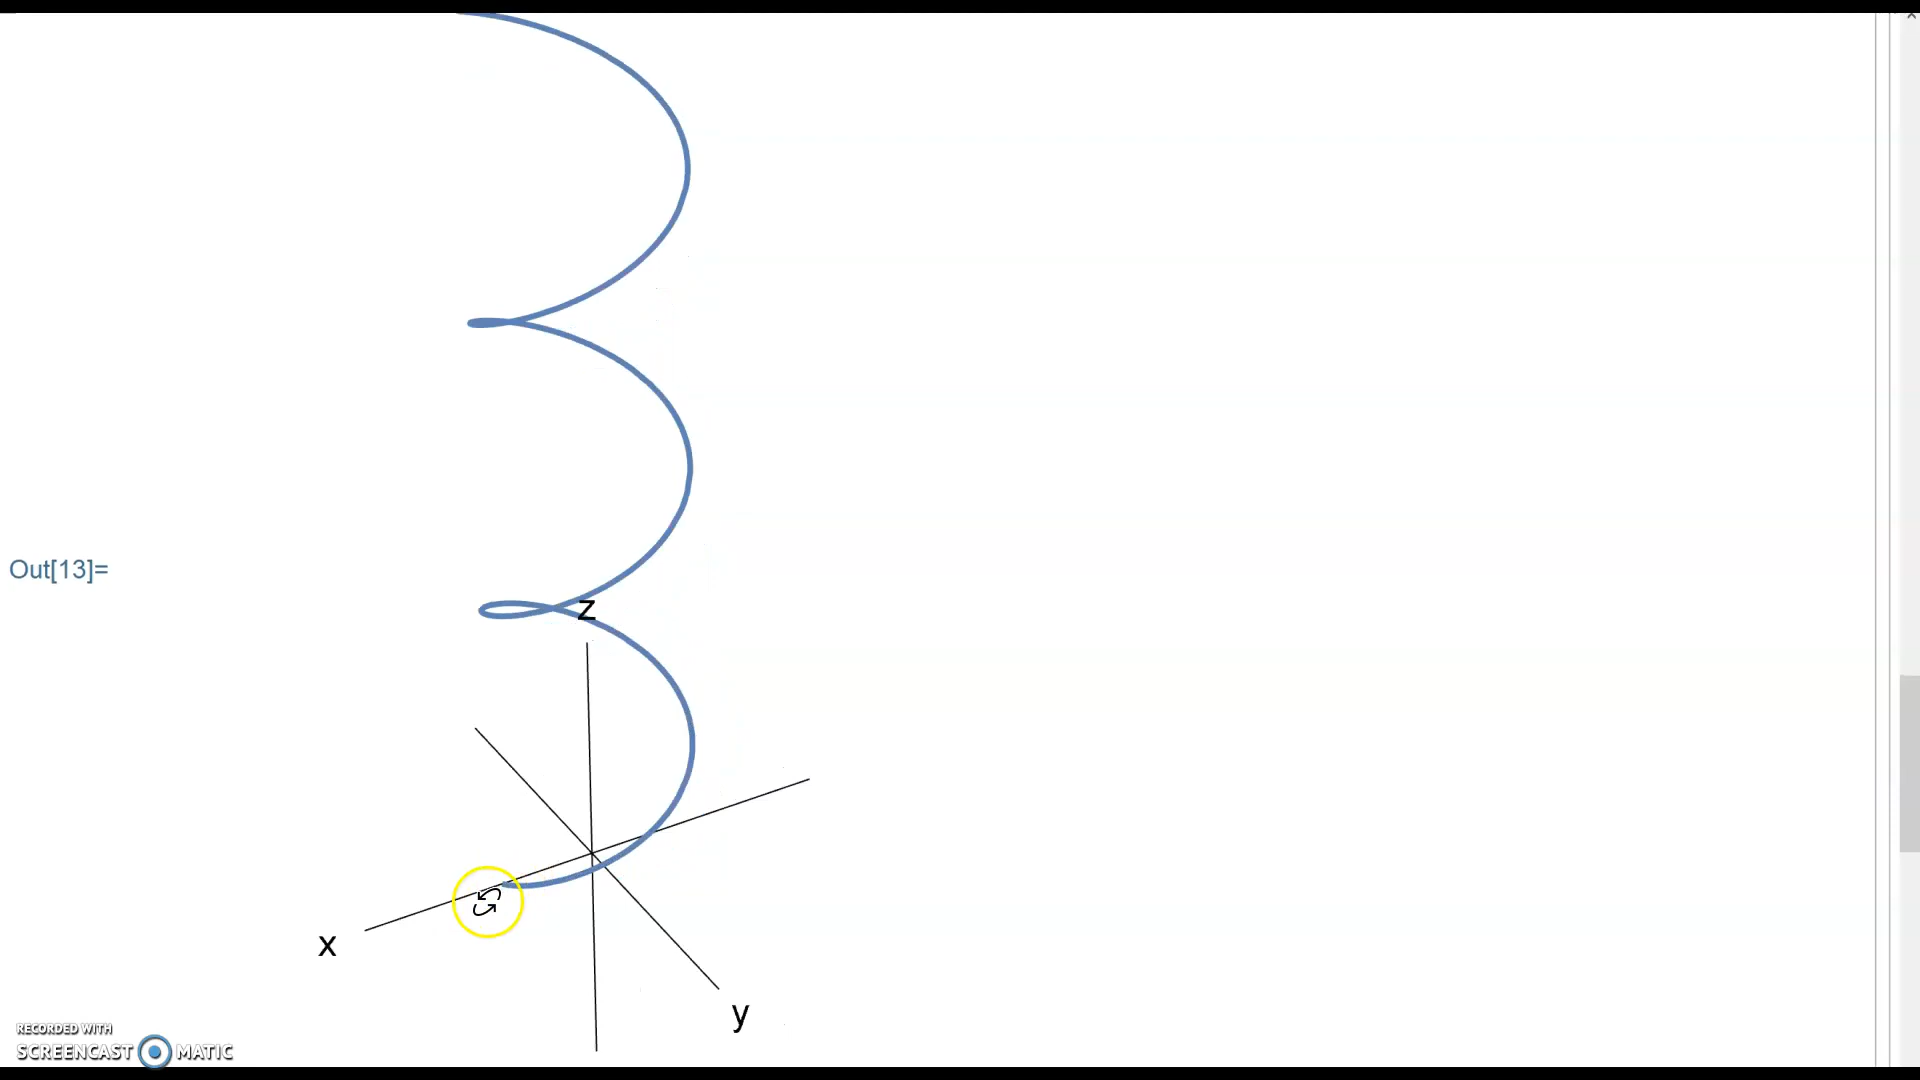 Out[13]=
z
x
y
RECORDED WITH
SCREENCAST MATIC